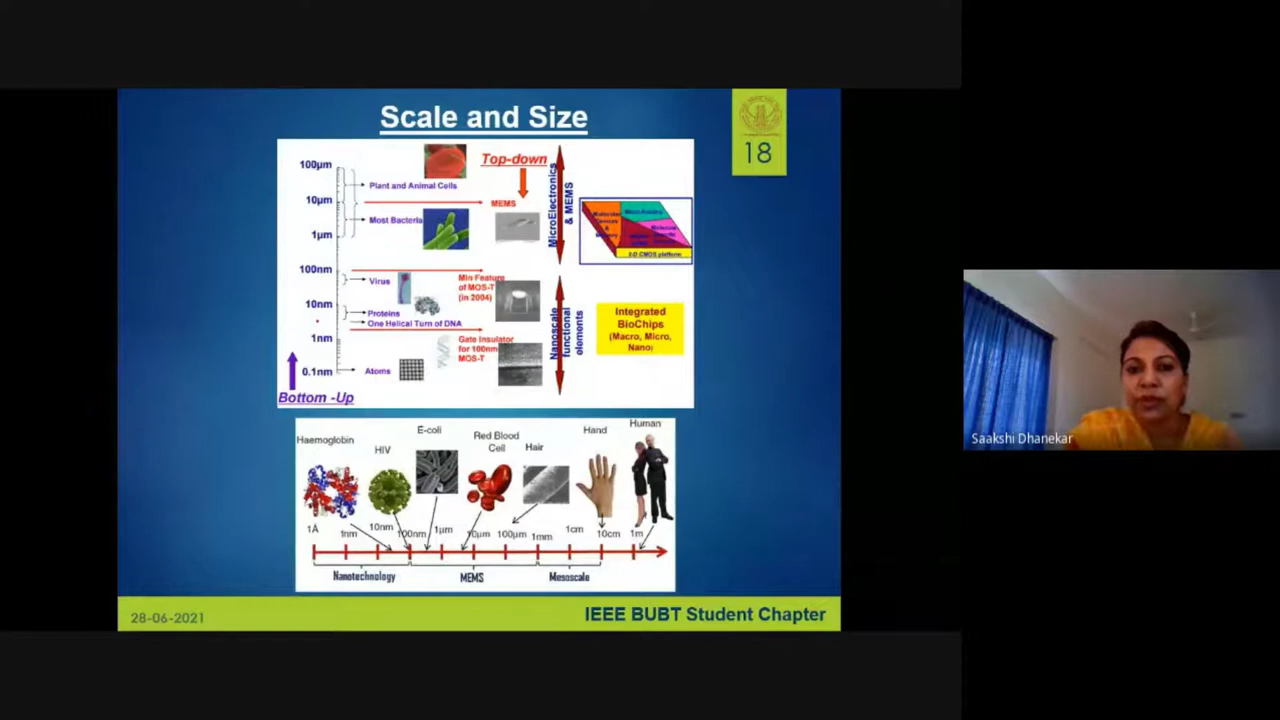 Scale and Size
18
100µm
10µm
1µm
100nm
10nm
1nm
0.1nm
Bottom -Up
Plant and Animal Cells
Most Bacteria
Virus
Proteins
One Helical Turn of DNA
Atoms
Top-down
MEMS
Min Feature
of MOS-T
(in 2004)
Gate Insulator
for 100nm
MOS-T
MicroElectronics
& MEMS
Nanoscale
functional
elements
2-D CMOS platform
Integrated
BioChips
(Macro, Micro,
Nano)
Haemoglobin
HIV
E-coli
Red Blood
Cell
Hair
Hand
Human
1Å
1nm
10nm
100nm
1µm
10µm
100µm
1mm
1cm
10cm
1m
Nanotechnology
MEMS
Mesoscale
28-06-2021
IEEE BUBT Student Chapter
Saakshi Dhanekar